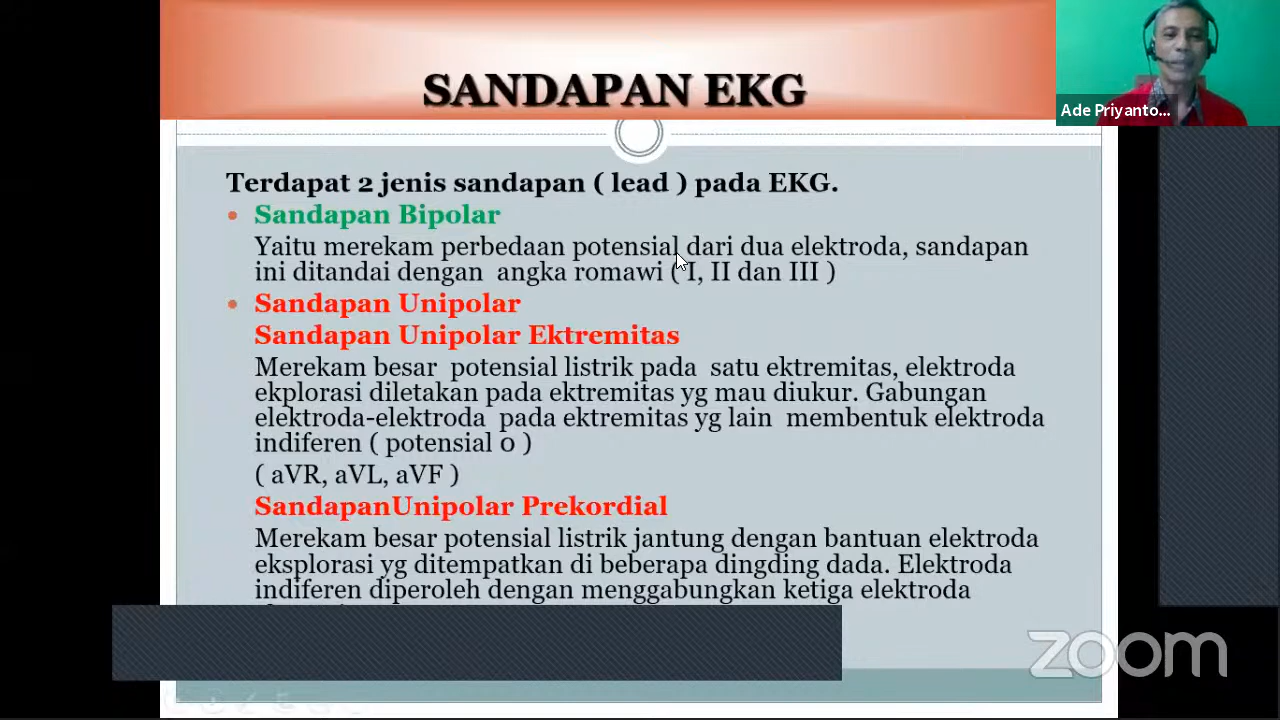 SANDAPAN EKG
Ade Priyanto...
Terdapat 2 jenis sandapan ( lead ) pada EKG.
• Sandapan Bipolar
Yaitu merekam perbedaan potensial dari dua elektroda, sandapan
ini ditandai dengan angka romawi ( I, II dan III )
• Sandapan Unipolar
Sandapan Unipolar Ektremitas
Merekam besar potensial listrik pada satu ektremitas, elektroda
ekplorasi diletakan pada ektremitas yg mau diukur. Gabungan
elektroda-elektroda pada ektremitas yg lain membentuk elektroda
indiferen ( potensial 0 )
( aVR, aVL, aVF )
SandapanUnipolar Prekordial
Merekam besar potensial listrik jantung dengan bantuan elektroda
eksplorasi yg ditempatkan di beberapa dingding dada. Elektroda
indiferen diperoleh dengan menggabungkan ketiga elektroda
zoom